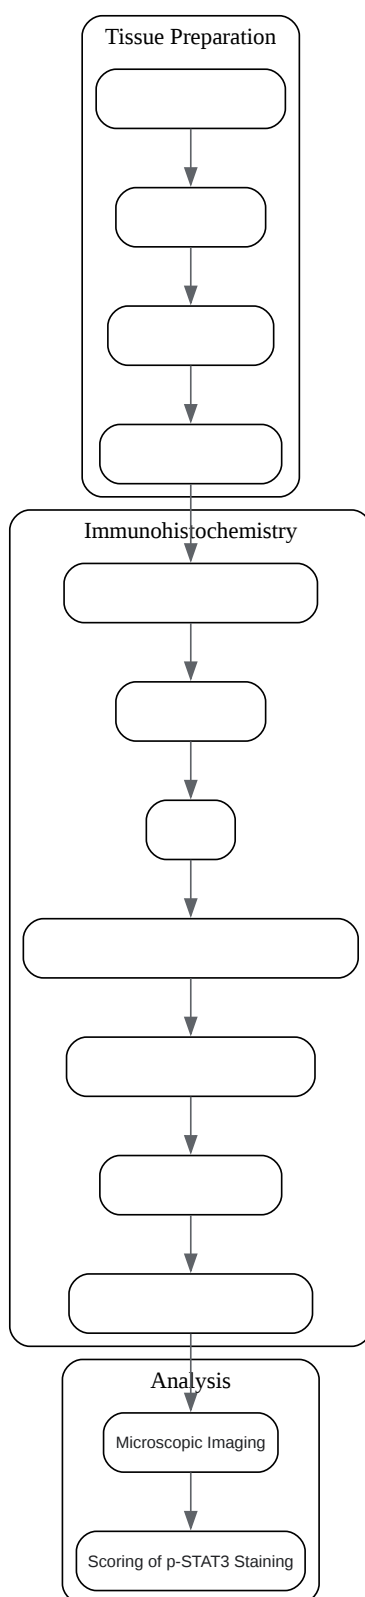 Tissue Preparation
Immunohistochemistry
Analysis
Microscopic Imaging
Scoring of p-STAT3 Staining